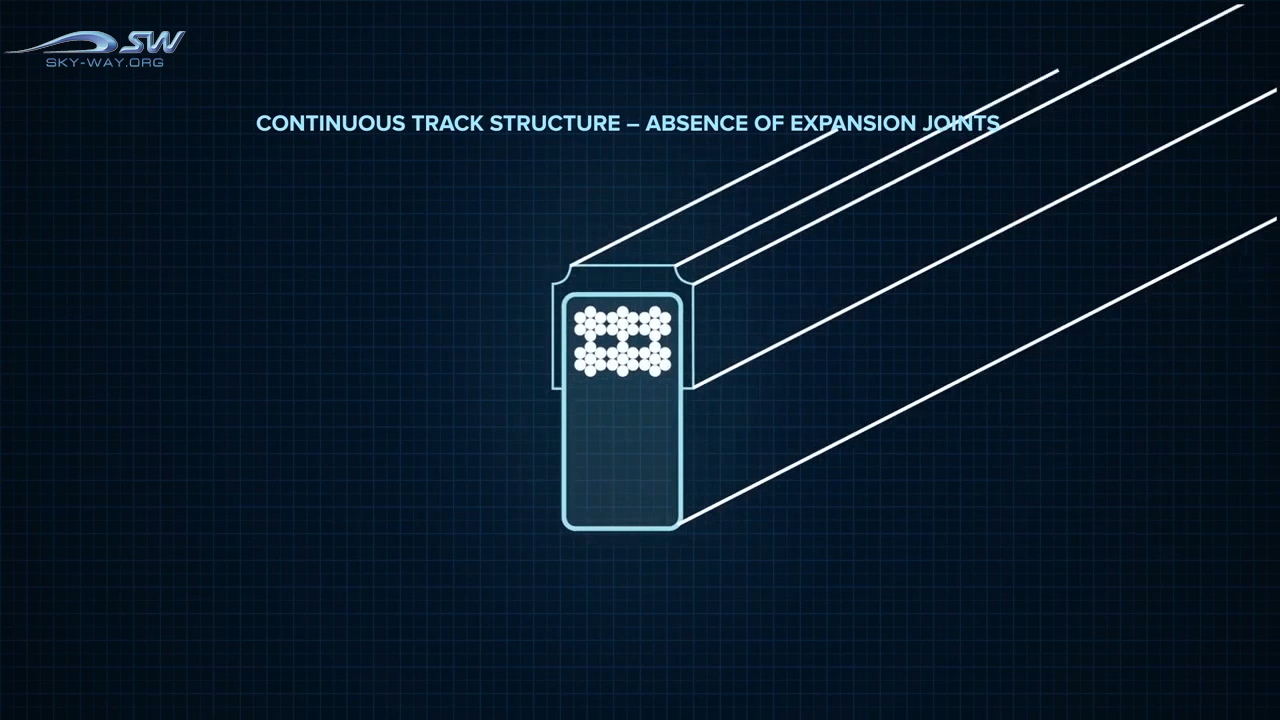 SW
SKY-WAY.ORG
CONTINUOUS TRACK STRUCTURE – ABSENCE OF EXPANSION JOINTS